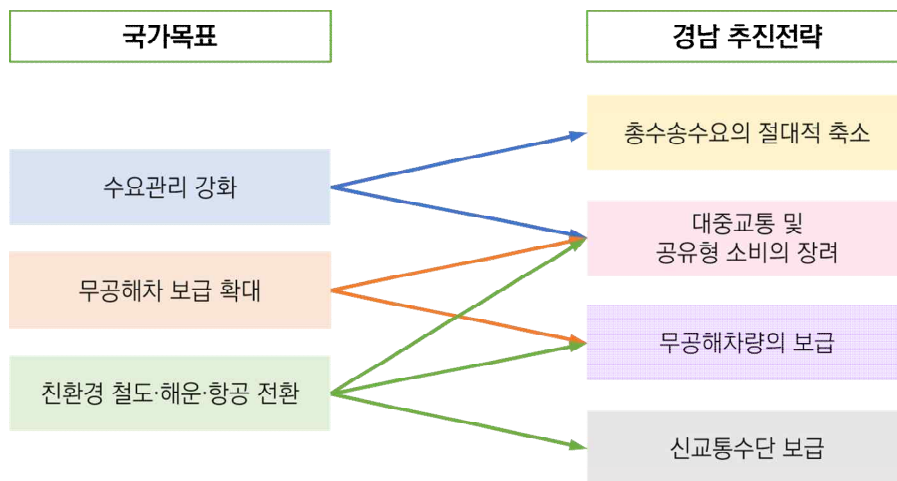 국가목표
경남 추진전략
수요관리 강화
무공해차 보급 확대
친환경 철도·해운·항공 전환
총수송수요의 절대적 축소
대중교통 및
공유형 소비의 장려
무공해차량의 보급
신교통수단 보급